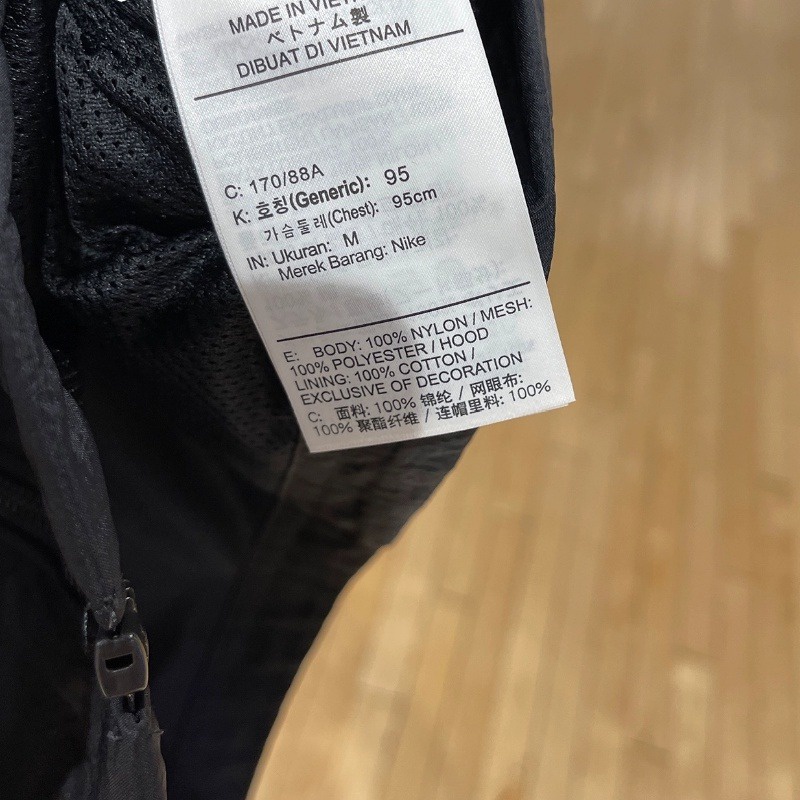 MADE IN VIET
ベトナム製
DIBUAT DI VIETNAM
C: 170/88A
K: 호칭(Generic): 95
가슴둘레(Chest): 95cm
IN: Ukuran: M
Merek Barang: Nike
E: BODY: 100% NYLON / MESH:
100% POLYESTER / HOOD
LINING: 100% COTTON /
EXCLUSIVE OF DECORATION
C: 面料: 100% 锦纶 / 网眼布:
100% 聚酯纤维 / 连帽里料: 100%